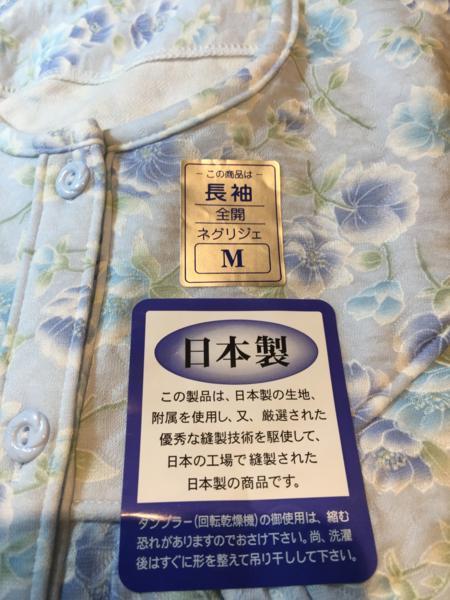 －この商品は－
長袖
全開
ネグリジェ
M
日本製
この製品は、日本製の生地、
附属を使用し、又、厳選された
優秀な縫製技術を駆使して、
日本の工場で縫製された
日本製の商品です。
タンブラー(回転乾燥機)の御使用は、縮む
恐れがありますのでおさけ下さい。尚、洗濯
後はすぐに形を整えて吊り干しして下さい。